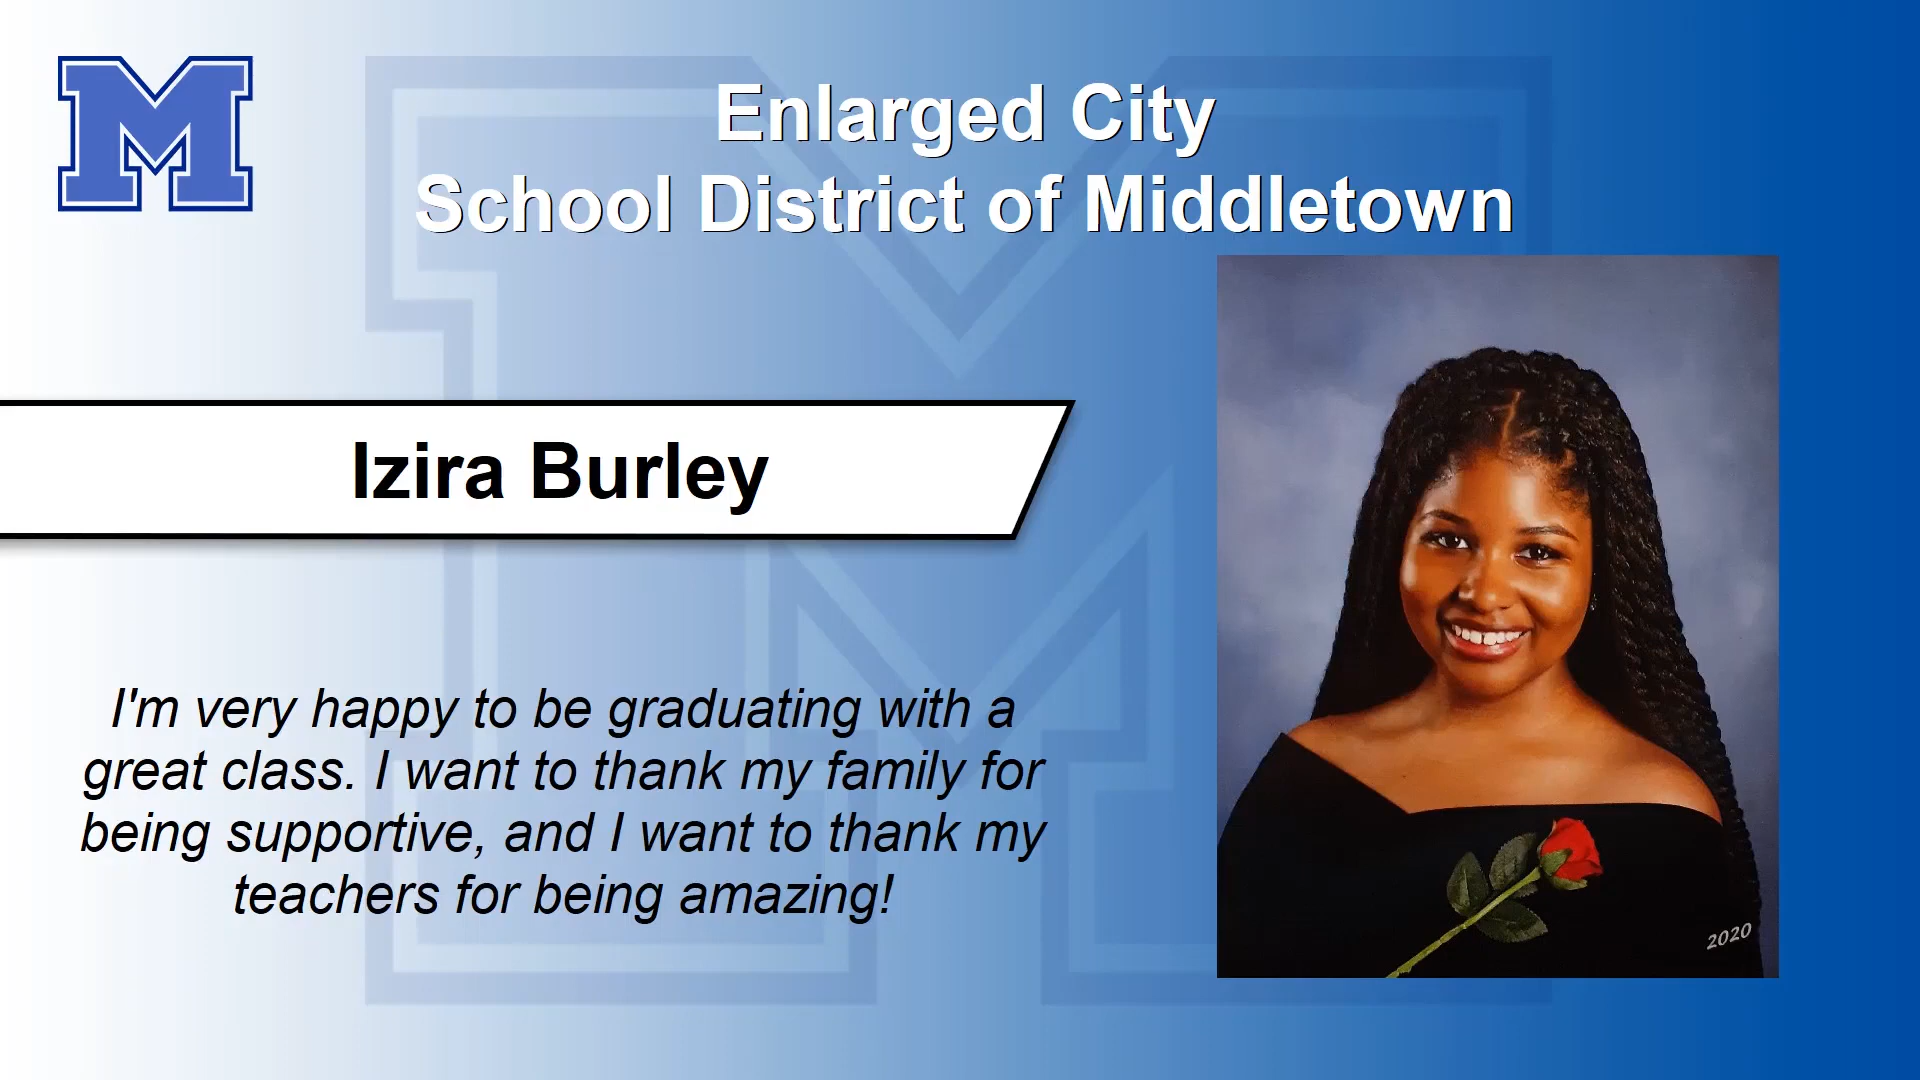 M
Enlarged City
School District of Middletown
Izira Burley
I'm very happy to be graduating with a
great class. I want to thank my family for
being supportive, and I want to thank my
teachers for being amazing!
2020